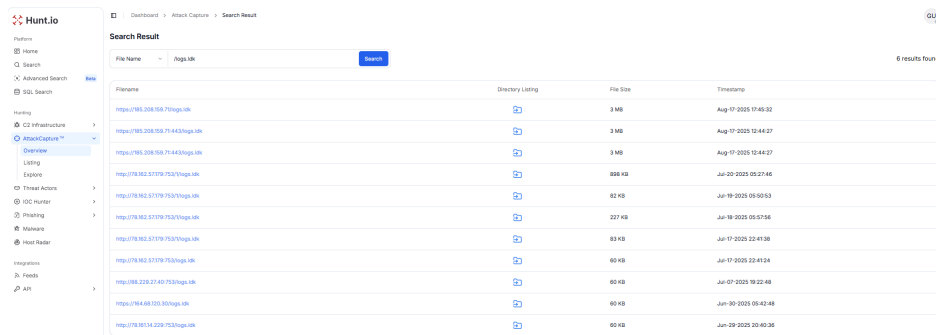 Hunt.io
Dashboard > Attack Capture > Search Result
GU
Platform
Home
Search
Advanced Search Beta
SQL Search
Hunting
C2 Infrastructure
AttackCapture ™
Overview
Listing
Explore
Threat Actors
IOC Hunter
Phishing
Malware
Host Radar
Integrations
Feeds
API
Search Result
File Name /logs.ldk Search
6 results foun
Filename Directory Listing File Size Timestamp
https://185.208.159.71/logs.ldk 3 MB Aug-17-2025 17:45:32
https://185.208.159.71:443/logs.ldk 3 MB Aug-17-2025 12:44:27
https://185.208.159.71:443/logs.ldk 3 MB Aug-17-2025 12:44:27
http://78.162.57.179:753/1/logs.ldk 898 KB Jul-20-2025 05:27:46
http://78.162.57.179:753/1/logs.ldk 82 KB Jul-19-2025 05:50:53
http://78.162.57.179:753/1/logs.ldk 227 KB Jul-18-2025 05:57:56
http://78.162.57.179:753/1/logs.ldk 83 KB Jul-17-2025 22:41:38
http://78.162.57.179:753/logs.ldk 60 KB Jul-17-2025 22:41:24
http://88.229.27.40:753/logs.ldk 60 KB Jul-07-2025 19:22:48
https://164.68.120.30/logs.ldk 60 KB Jun-30-2025 05:42:48
http://78.161.14.229:753/logs.ldk 60 KB Jun-29-2025 20:40:38